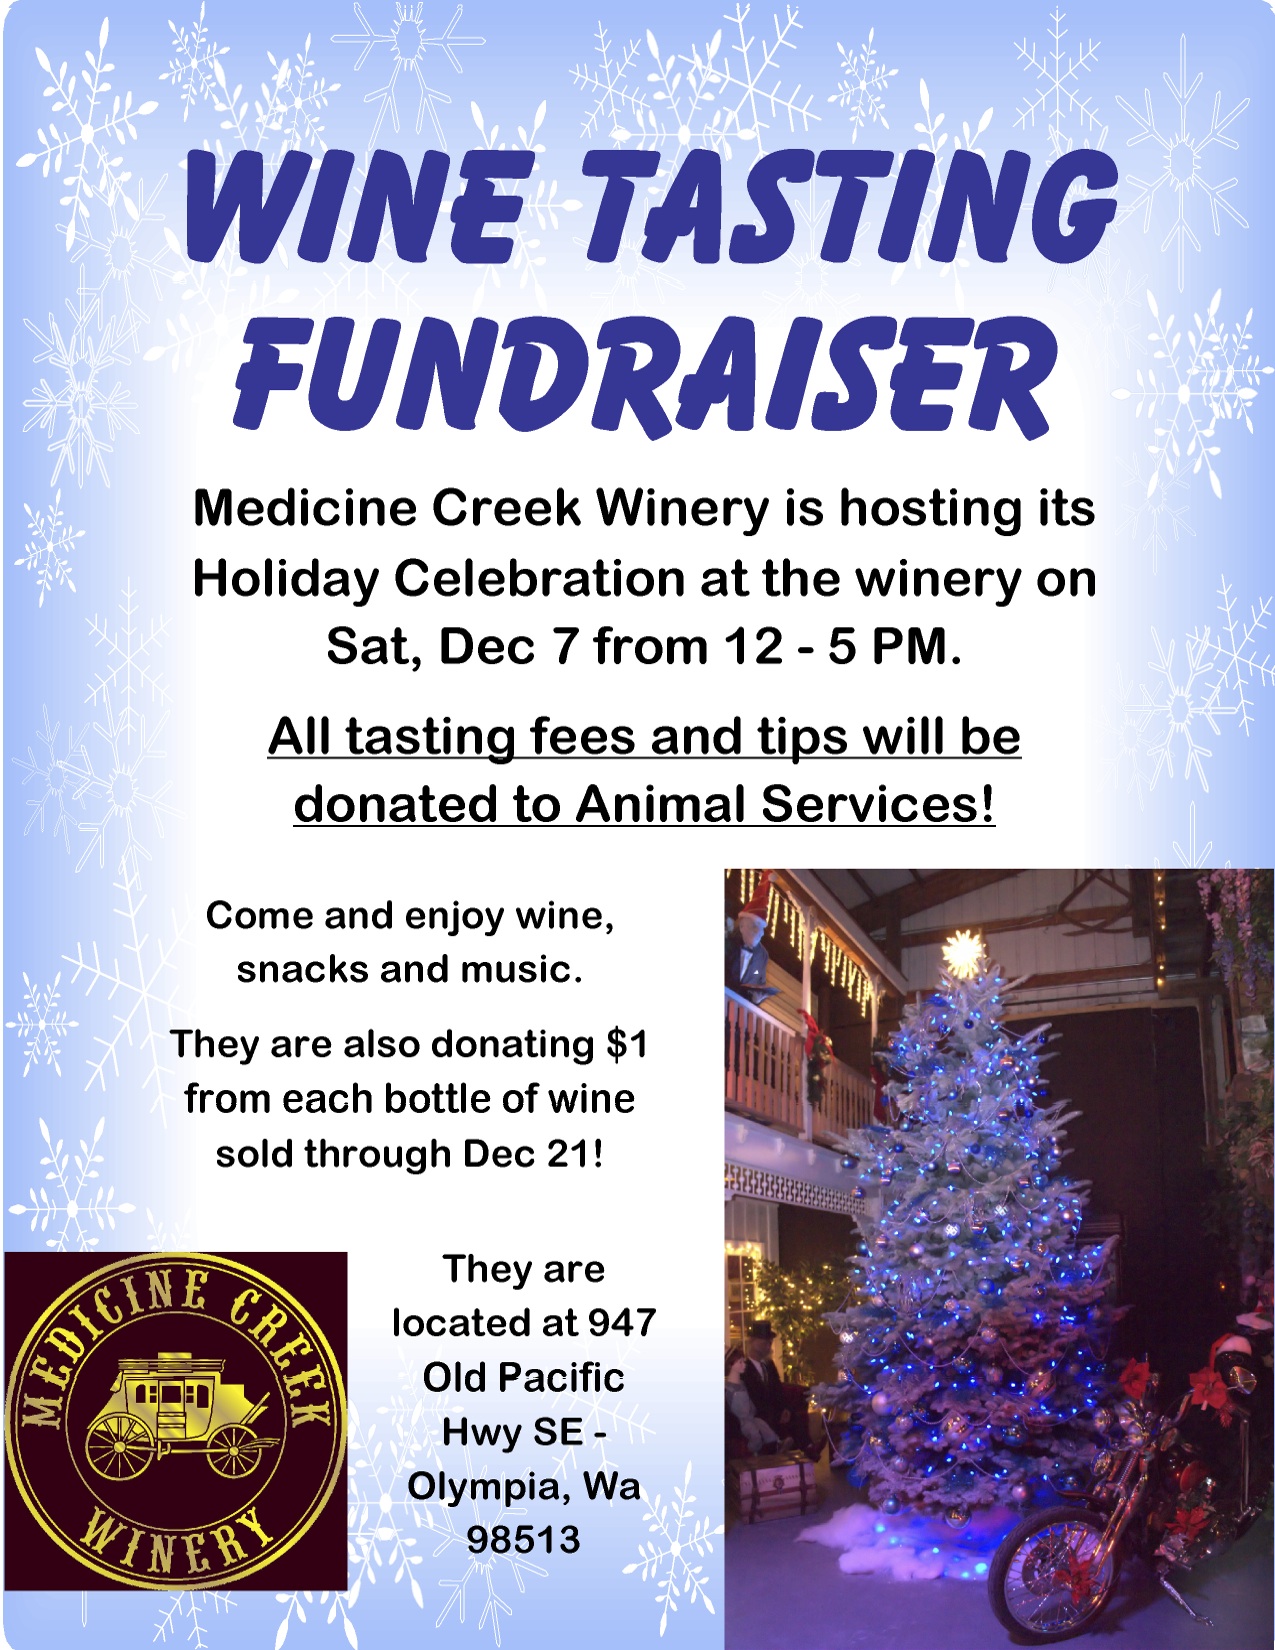 WINE TASTING
FUNDRAISER
Medicine Creek Winery is hosting its
Holiday Celebration at the winery on
Sat, Dec 7 from 12 - 5 PM.
All tasting fees and tips will be
donated to Animal Services!
Come and enjoy wine,
snacks and music.
They are also donating $1
from each bottle of wine
sold through Dec 21!
They are
located at 947
Old Pacific
Hwy SE -
Olympia, Wa
98513
MEDICINE CREEK
WINERY